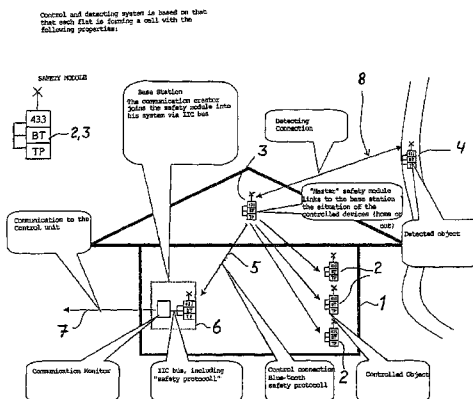 Control and detecting system is based on that
that each flat is forming a cell with the
following properties:
SAFETY MODULE
433
BT
TP
2,3
Base Station
The communication creator
joins the safety module into
his system via IIC bus
8
Detecting
Connection
3
4
"Master" safety module
links to the base station
the situation of the
controlled devices (home or
out)
Detected object
Communication to the
Control unit
5
2
2
1
7
6
2
Communication Monitor
IIC bus, including
"safety protocoll"
Control connection
Blue-tooth
safety protocoll
Controlled Object